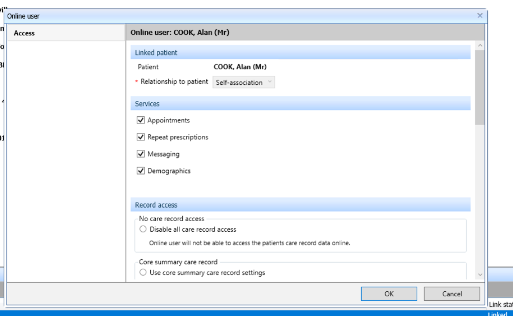 Online user
Access
Online user: COOK, Alan (Mr)
Linked patient
Patient COOK, Alan (Mr)
* Relationship to patient Self-association
Services
Appointments
Repeat prescriptions
Messaging
Demographics
Record access
No care record access
Disable all care record access
Online user will not be able to access the patients care record data online.
Core summary care record
Use core summary care record settings
OK Cancel
Link stat
Linked